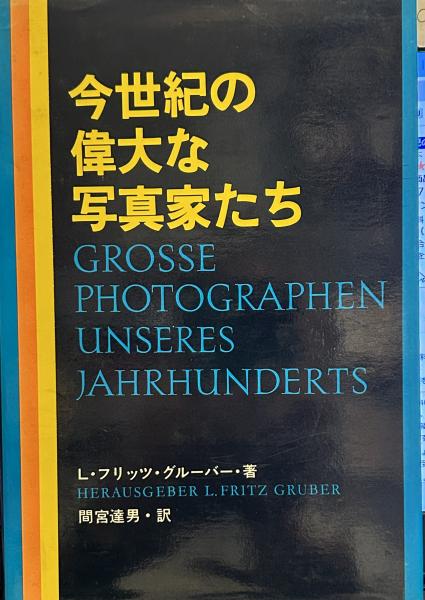 今世紀の
偉大な
写真家たち
GROSSE
PHOTOGRAPHEN
UNSERES
JAHRHUNDERTS
L・フリッツ・グルーバー・著
HERAUSGEBER L. FRITZ GRUBER
間宮達男・訳